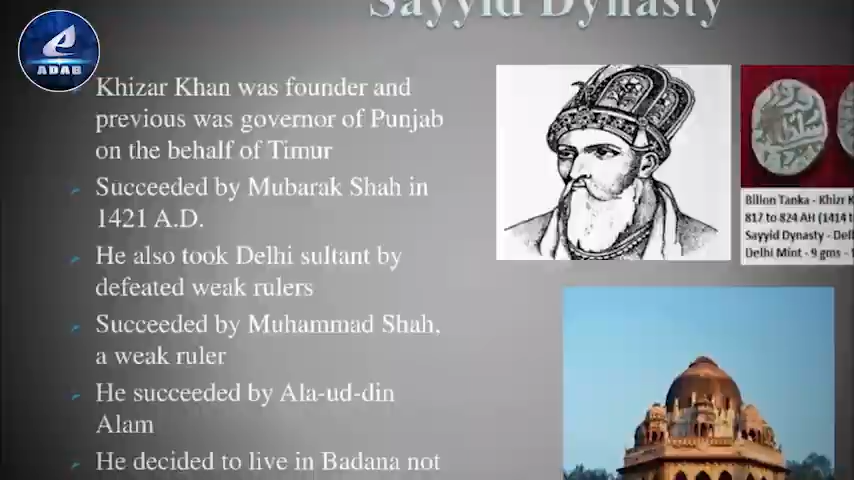 Sayyid Dynasty
ADAB
Khizar Khan was founder and
previous was governor of Punjab
on the behalf of Timur
Succeeded by Mubarak Shah in
1421 A.D.
He also took Delhi sultant by
defeated weak rulers
Succeeded by Muhammad Shah,
a weak ruler
He succeeded by Ala-ud-din
Alam
He decided to live in Badana not
Billon Tanka - Khizr K
817 to 824 AH (1414 t
Sayyid Dynasty - Del
Delhi Mint - 9 gms -